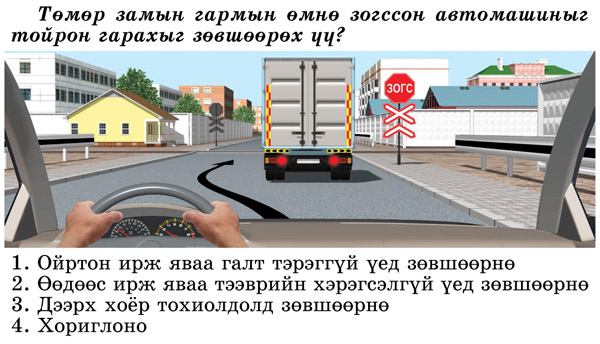 Төмөр замын гармын өмнө зогссон автомашиныг
тойрон гарахыг зөвшөөрөх үү?
ЗОГС
1. Ойртон ирж яваа галт тэрэггүй үед зөвшөөрнө
2. Өөдөөс ирж яваа тээврийн хэрэгсэлгүй үед зөвшөөрнө
3. Дээрх хоёр тохиолдолд зөвшөөрнө
4. Хориглоно